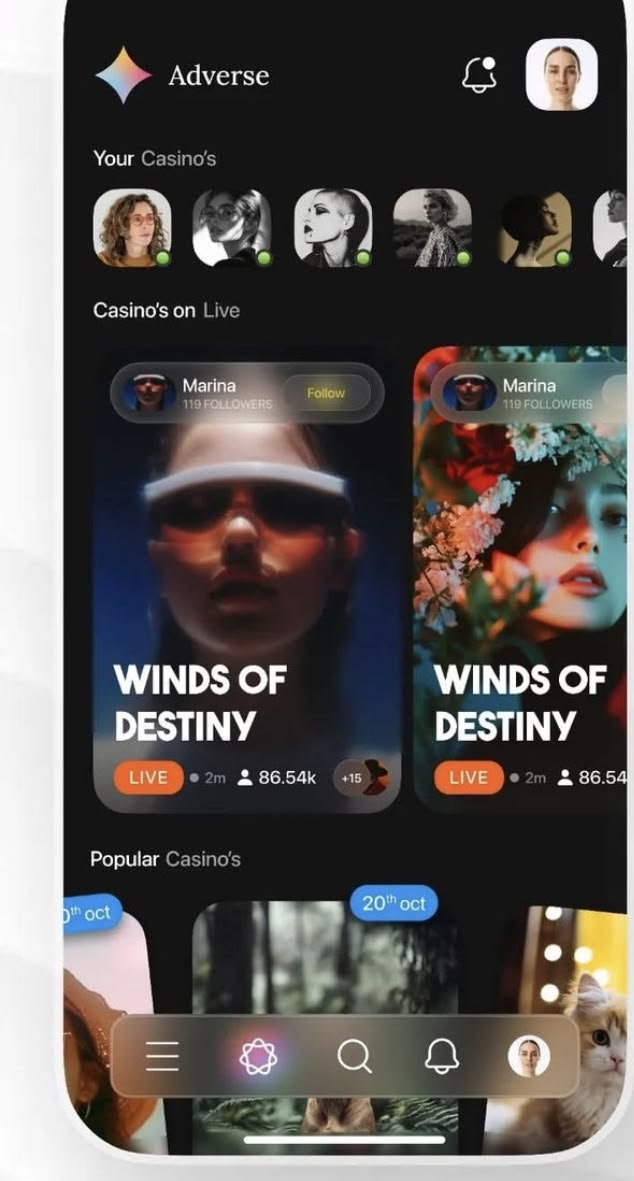 Adverse
Your Casino's
Casino's on Live
Marina
119 FOLLOWERS
Follow
Marina
119 FOLLOWERS
WINDS OF
DESTINY
WINDS OF
DESTINY
LIVE 2m 86.54k +15
LIVE 2m 86.54
Popular Casino's
0th oct
20th oct